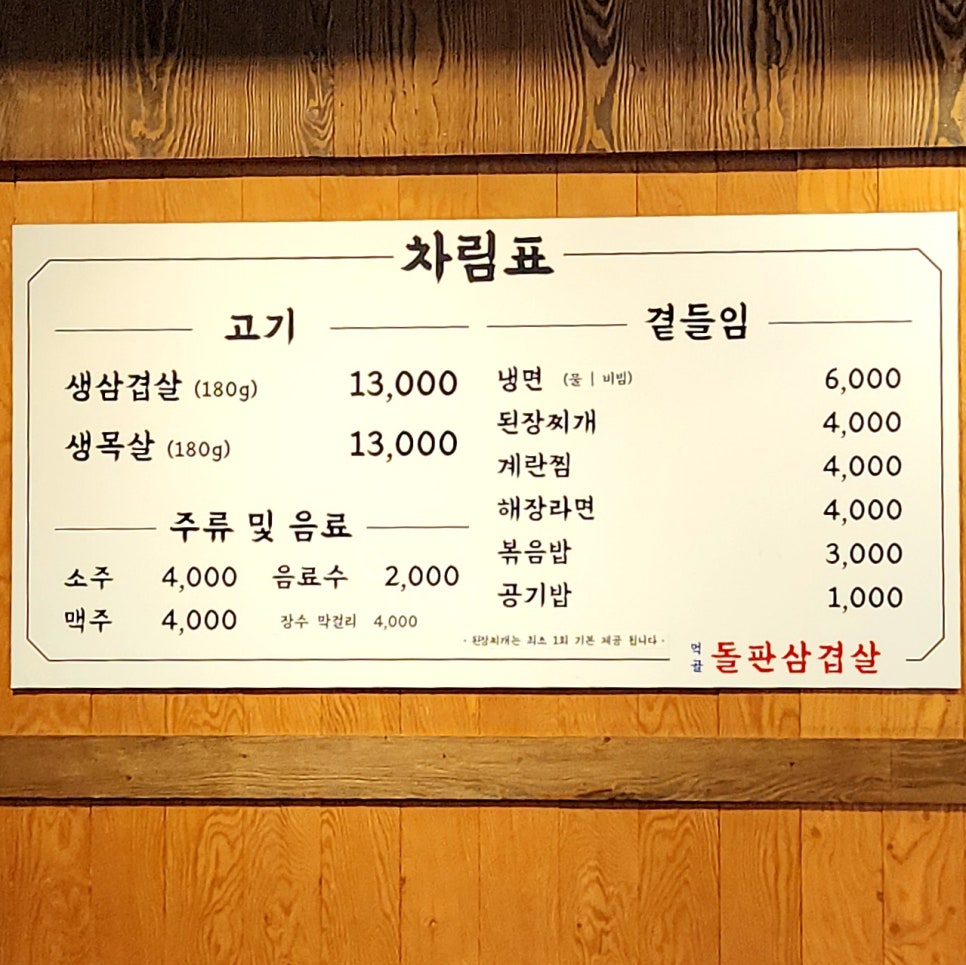 차림표
고기
생삼겹살 (180g) 13,000
생목살 (180g) 13,000
주류 및 음료
소주 4,000 음료수 2,000
맥주 4,000 장수 막걸리 4,000
곁들임
냉면 (물 | 비빔) 6,000
된장찌개 4,000
계란찜 4,000
해장라면 4,000
볶음밥 3,000
공기밥 1,000
· 된장찌개는 최초 1회 기본 제공 됩니다 ·
먹골 돌판삼겹살